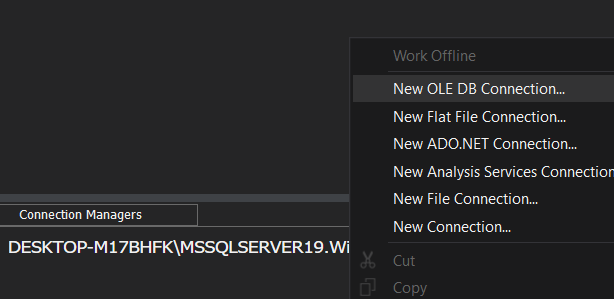 Work Offline
New OLE DB Connection...
New Flat File Connection...
New ADO.NET Connection...
New Analysis Services Connection
New File Connection...
New Connection...
Connection Managers
DESKTOP-M17BHFK\MSSQLSERVER19.Wi
Cut
Copy